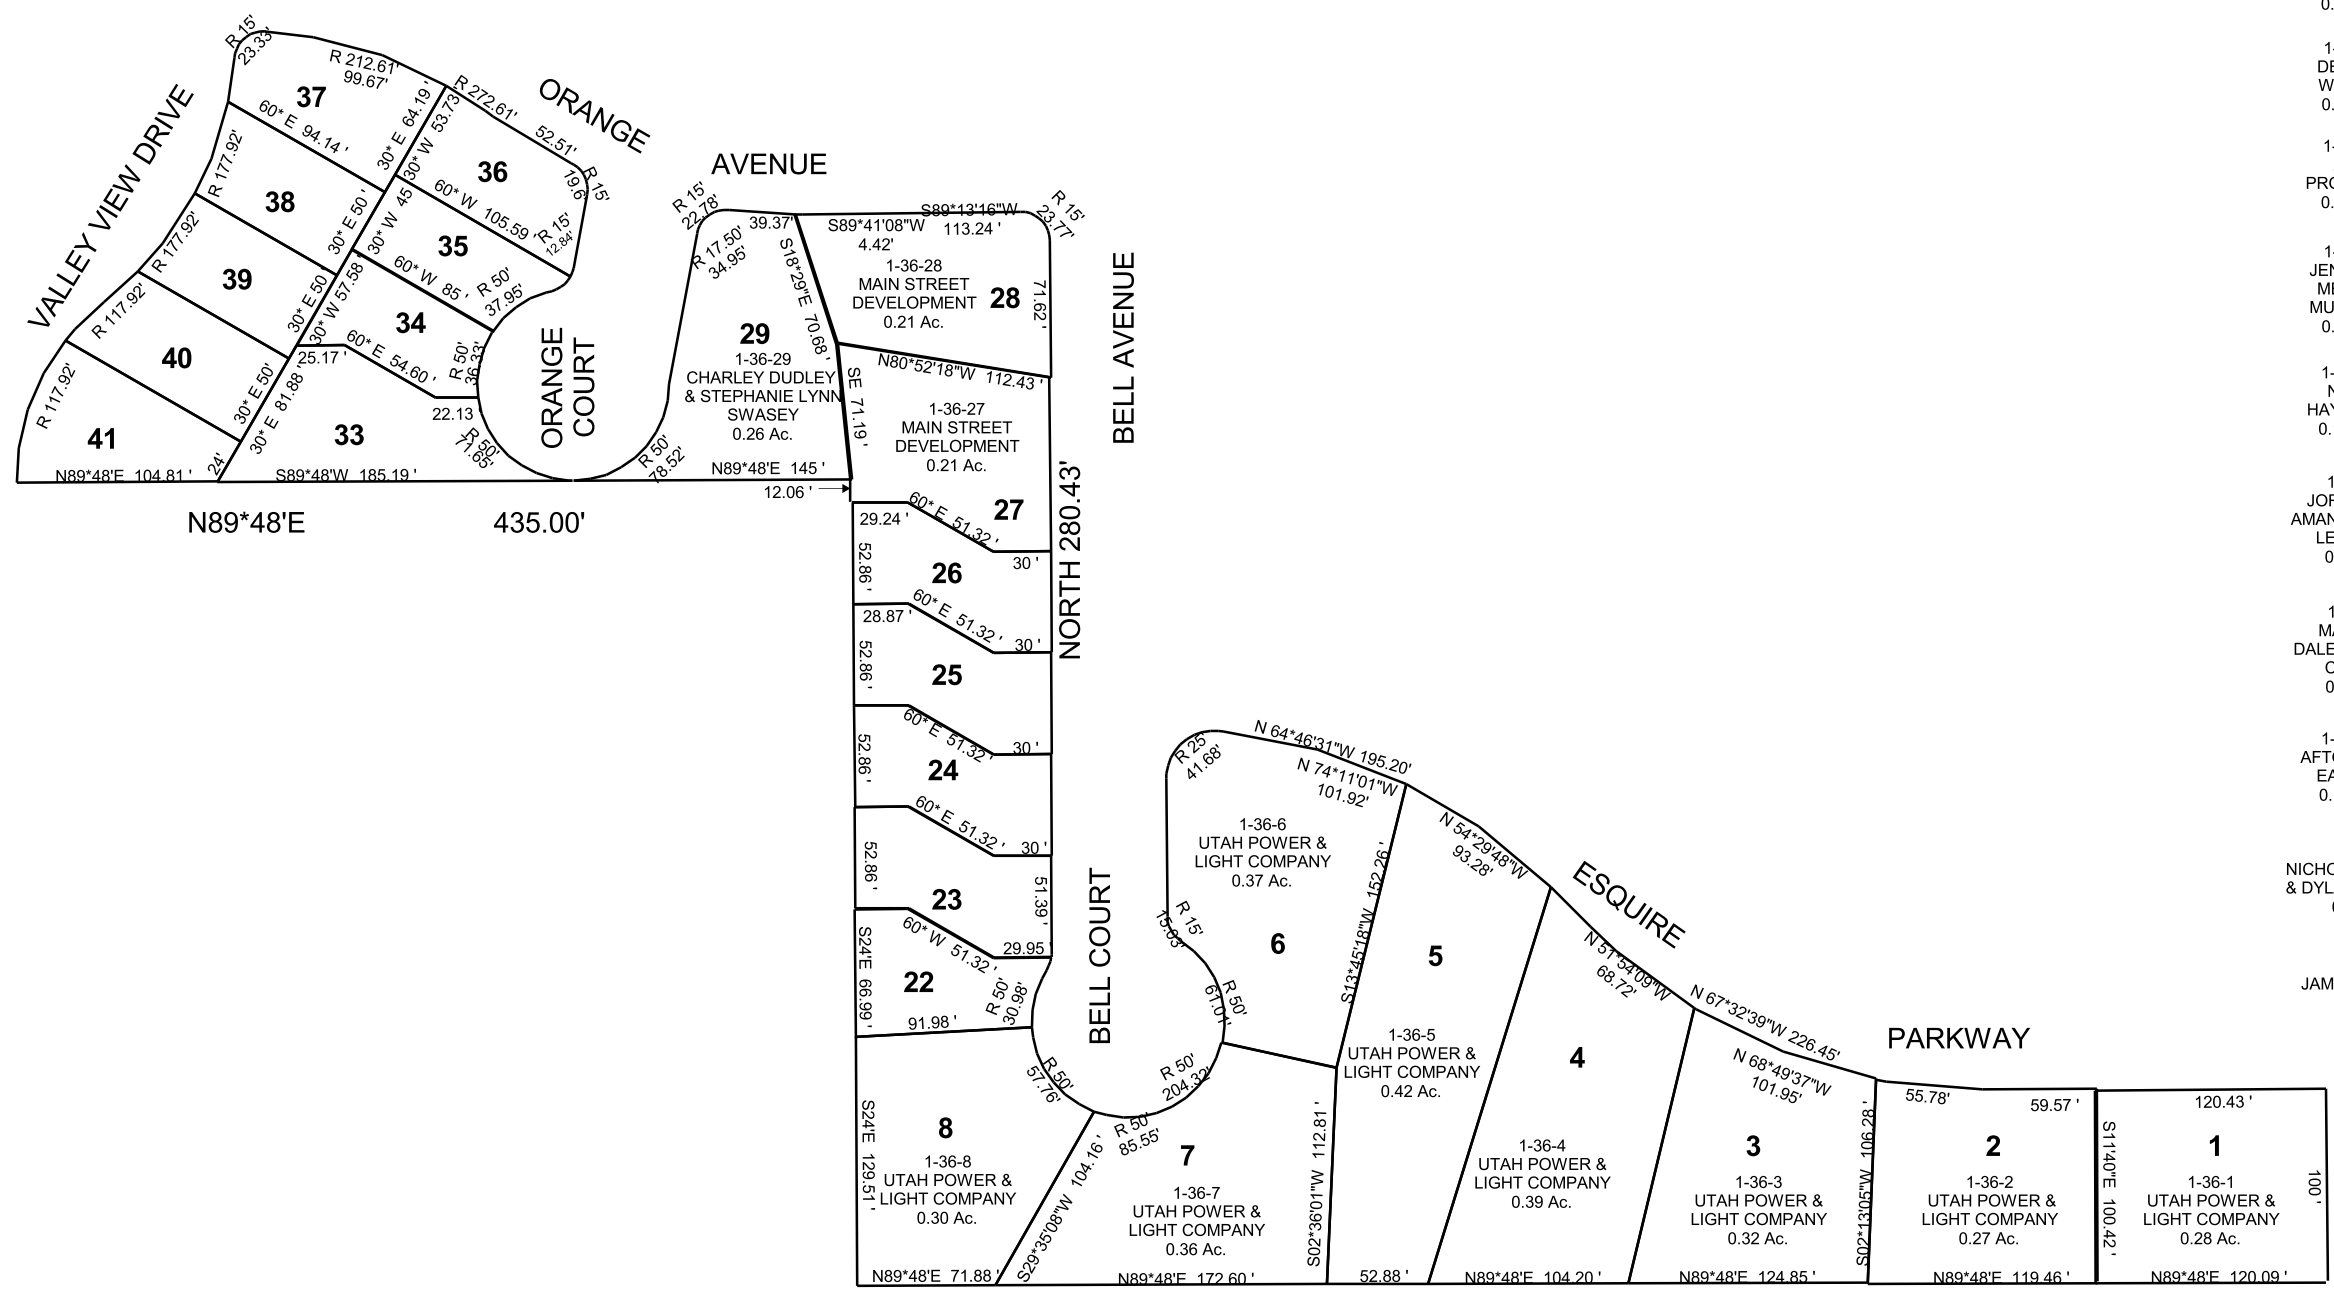 R 15'
23.33'
R 212.61'
99.67'
37
60* E 94.14 '
30* E 64.19 '
R 272.61'
52.51'
ORANGE
VALLEY VIEW DRIVE
R 177.92'
38
30* E 50 '
30* W 53.73'
36
R 15'
19.6
60* W 105.59 '
R 15'
12.84'
R 177.92'
39
30* E 50
30* W 45
35
60* W 85 '
R 50'
37.95'
R 117.92'
40
30* E 50'
30* W 57.58
34
60* E 54.60 '
R 50'
36.33'
25.17 '
22.13
R 117.92'
41
N89*48'E 104.81 '
24'
30* E 81.88 '
33
S89*48'W 185.19 '
R 50'
71.65'
ORANGE
COURT
N89*48'E 435.00'
AVENUE
R 15'
22.78'
39.37'
R 17.50'
34.95'
S18*29"E 70.68'
29
1-36-29
CHARLEY DUDLEY
& STEPHANIE LYNN
SWASEY
0.26 Ac.
R 50'
78.52'
N89*48'E 145 '
12.06 '
S89*13'16"W
113.24 '
S89*41'08"W
4.42'
R 15'
23.77'
1-36-28
MAIN STREET
DEVELOPMENT
0.21 Ac.
28
71.62 '
BELL AVENUE
N80*52'18"W 112.43 '
SE 71.19 '
1-36-27
MAIN STREET
DEVELOPMENT
0.21 Ac.
27
NORTH 280.43'
29.24 '
60* E 51.32 '
30 '
52.86 '
26
28.87 '
60* E 51.32 '
30 '
52.86 '
25
60* E 51.32 '
30 '
52.86 '
24
60* E 51.32 '
30 '
52.86 '
23
51.39 '
60* W 51.32 '
29.95 '
S24'E 66.99 '
22
R 50'
30.98'
91.98 '
BELL COURT
R 50'
57.76'
S24'E 129.51 '
8
1-36-8
UTAH POWER &
LIGHT COMPANY
0.30 Ac.
N89*48'E 71.88 '
S29*35'08"W 104.16 '
R 50'
204.32'
R 50'
85.55'
7
1-36-7
UTAH POWER &
LIGHT COMPANY
0.36 Ac.
N89*48'E 172.60 '
S02*36'01"W 112.81 '
R 25'
41.68'
N 64*46'31"W 195.20'
N 74*11'01"W
101.92'
1-36-6
UTAH POWER &
LIGHT COMPANY
0.37 Ac.
6
R 15'
15.03'
R 50'
61.01'
S13*45'18"W 152.26 '
N 54*29'48"W
93.28'
5
1-36-5
UTAH POWER &
LIGHT COMPANY
0.42 Ac.
52.88 '
ESQUIRE
N 51*54'09"W
68.72'
4
1-36-4
UTAH POWER &
LIGHT COMPANY
0.39 Ac.
N89*48'E 104.20 '
N 67*32'39"W 226.45'
N 68*49'37"W
101.95'
3
1-36-3
UTAH POWER &
LIGHT COMPANY
0.32 Ac.
N89*48'E 124.85 '
S02*13'05"W 106.28 '
PARKWAY
55.78'
59.57 '
2
1-36-2
UTAH POWER &
LIGHT COMPANY
0.27 Ac.
N89*48'E 119.46 '
S11'40"E 100.42 '
120.43 '
1
1-36-1
UTAH POWER &
LIGHT COMPANY
0.28 Ac.
100 '
N89*48'E 120.09 '